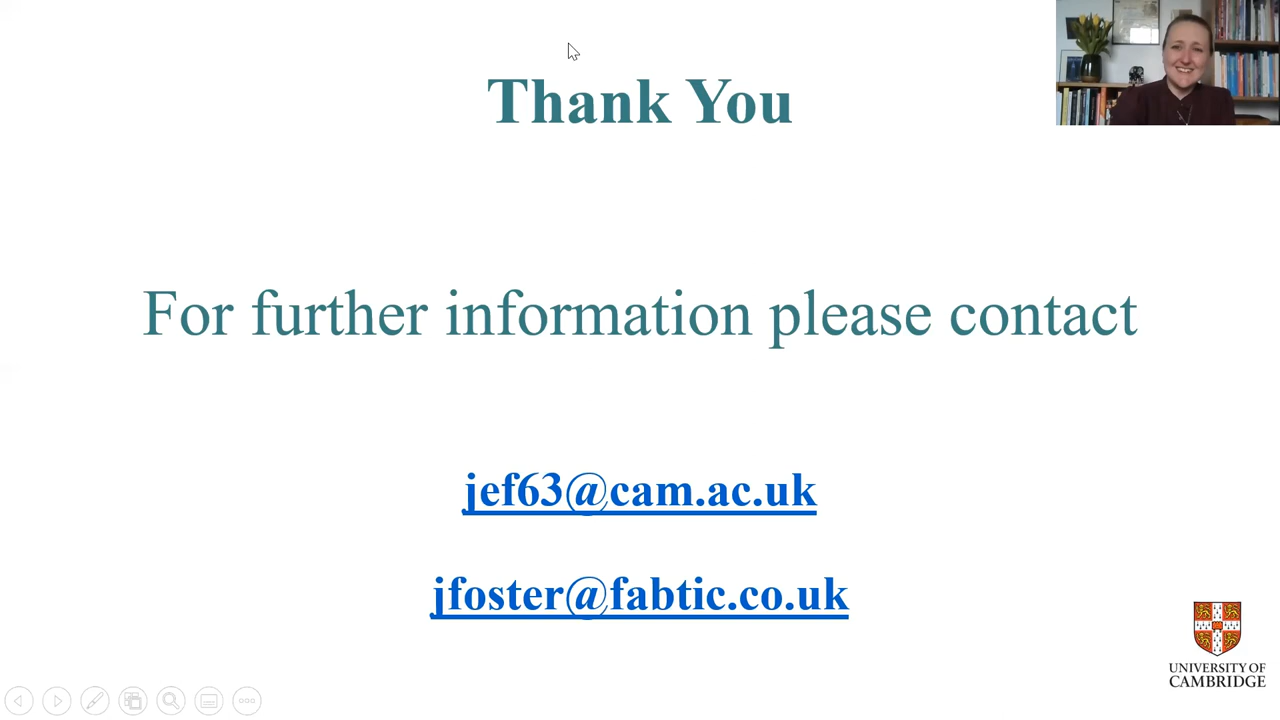 Thank You
For further information please contact
jef63@cam.ac.uk
jfoster@fabtic.co.uk
UNIVERSITY OF
CAMBRIDGE